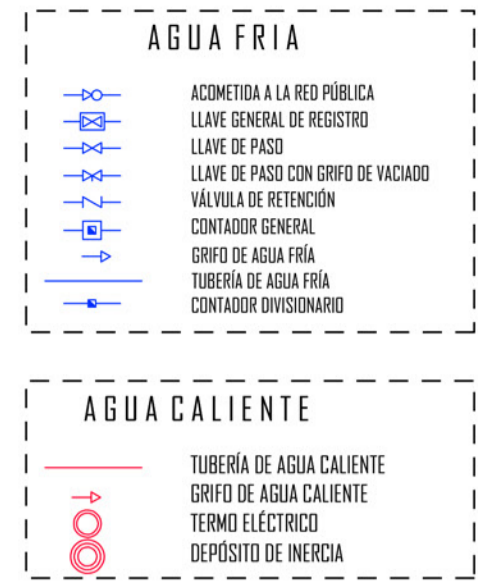 AGUA FRIA
ACOMETIDA A LA RED PÚBLICA
LLAVE GENERAL DE REGISTRO
LLAVE DE PASO
LLAVE DE PASO CON GRIFO DE VACIADO
VÁLVULA DE RETENCIÓN
CONTADOR GENERAL
GRIFO DE AGUA FRÍA
TUBERÍA DE AGUA FRÍA
CONTADOR DIVISIONARIO
AGUA CALIENTE
TUBERÍA DE AGUA CALIENTE
GRIFO DE AGUA CALIENTE
TERMO ELÉCTRICO
DEPÓSITO DE INERCIA